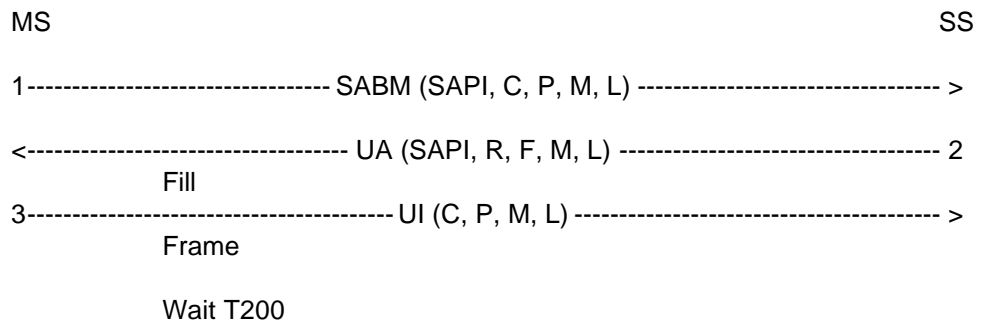 MS SS
1---------------------------------- SABM (SAPI, C, P, M, L) ---------------------------------- >
<------------------------------------ UA (SAPI, R, F, M, L) ------------------------------------ 2
Fill
3----------------------------------------- UI (C, P, M, L) ----------------------------------------- >
Frame
Wait T200